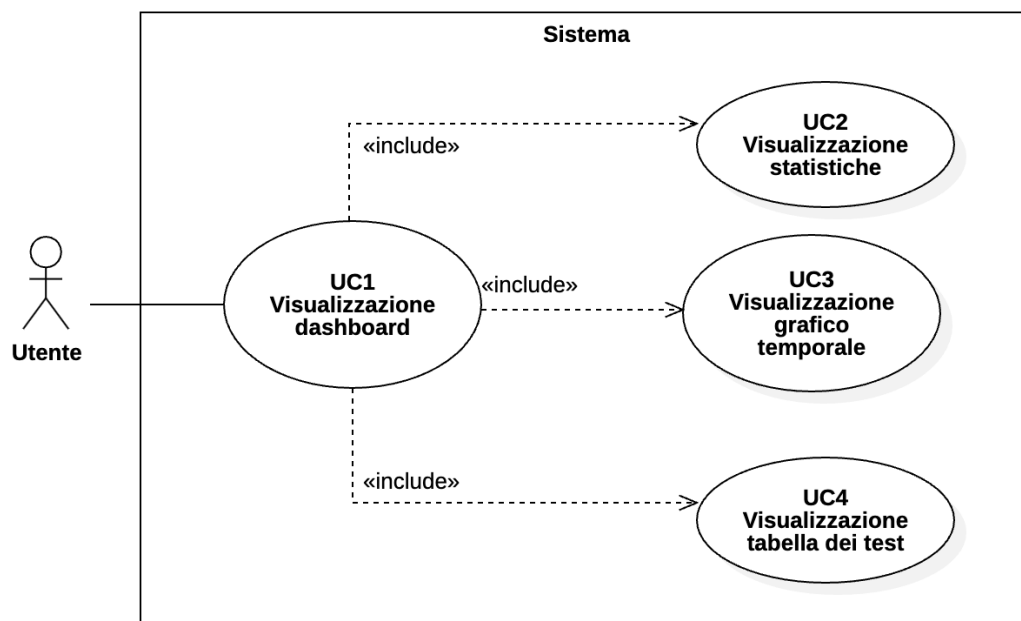 Sistema
«include»
UC2
Visualizzazione
statistiche
UC1
Visualizzazione
dashboard
«include»
UC3
Visualizzazione
grafico
temporale
Utente
«include»
UC4
Visualizzazione
tabella dei test